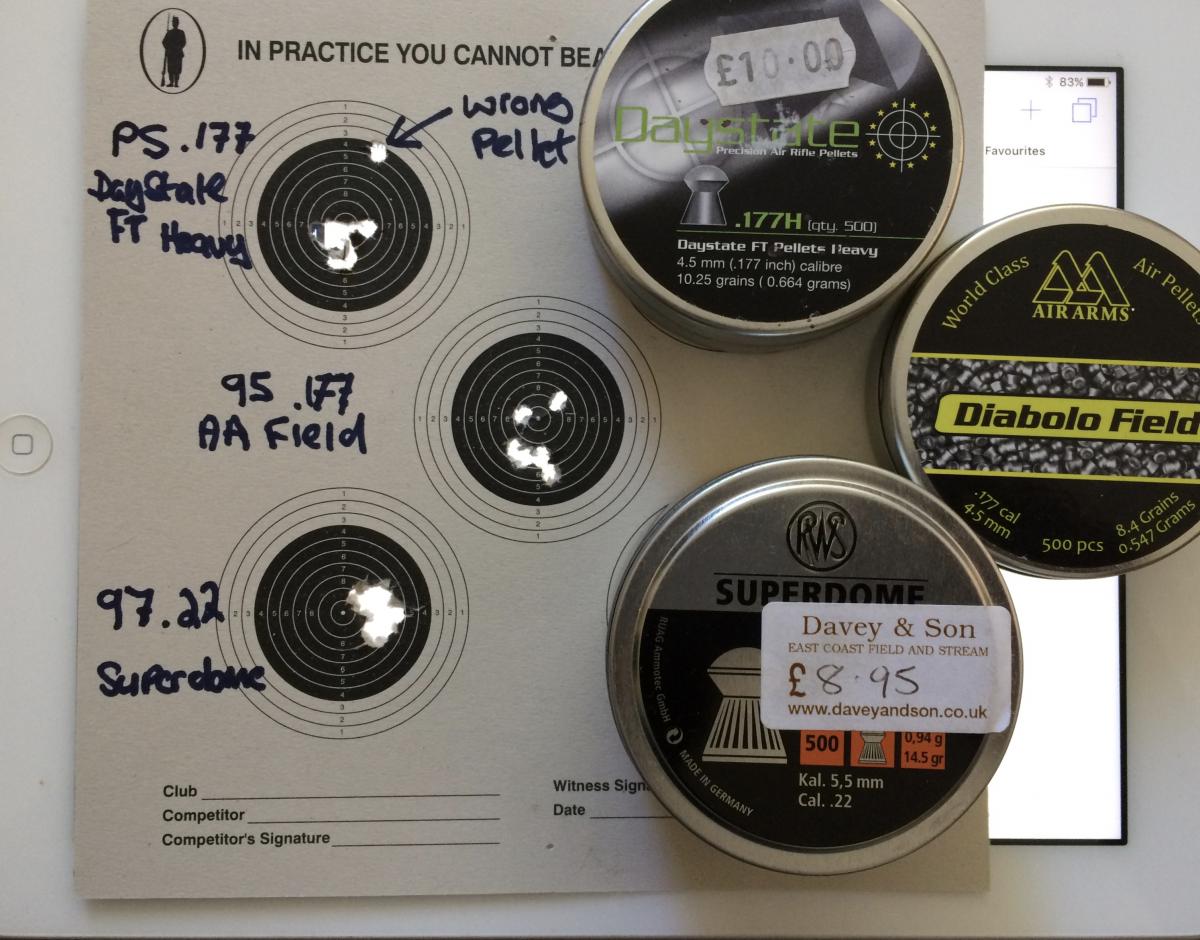 IN PRACTICE YOU CANNOT BEA
PS .177
DayState
FT Heavy
wrong
Pellet
95 .177
AA Field
97.22
Superdome
Club
Competitor
Competitor's Signature
Witness Signa
Date
£10.00
Daystate
Precision Air Rifle Pellets
.177H (qty. 500)
Daystate FT Pellets Heavy
4.5 mm (.177 inch) calibre
10.25 grains ( 0.664 grams)
83%
Favourites
World Class
Air Pellets
AIR ARMS
Diabolo Field
.177 cal
4.5 mm
500 pcs
8.4 Grains
0.547 Grams
RWS
SUPERDOME
RUAG Ammotec GmbH
MADE IN GERMANY
Davey & Son
EAST COAST FIELD AND STREAM
£8.95
www.daveyandson.co.uk
500
0,94 g
14.5 gr
Kal. 5,5 mm
Cal. .22